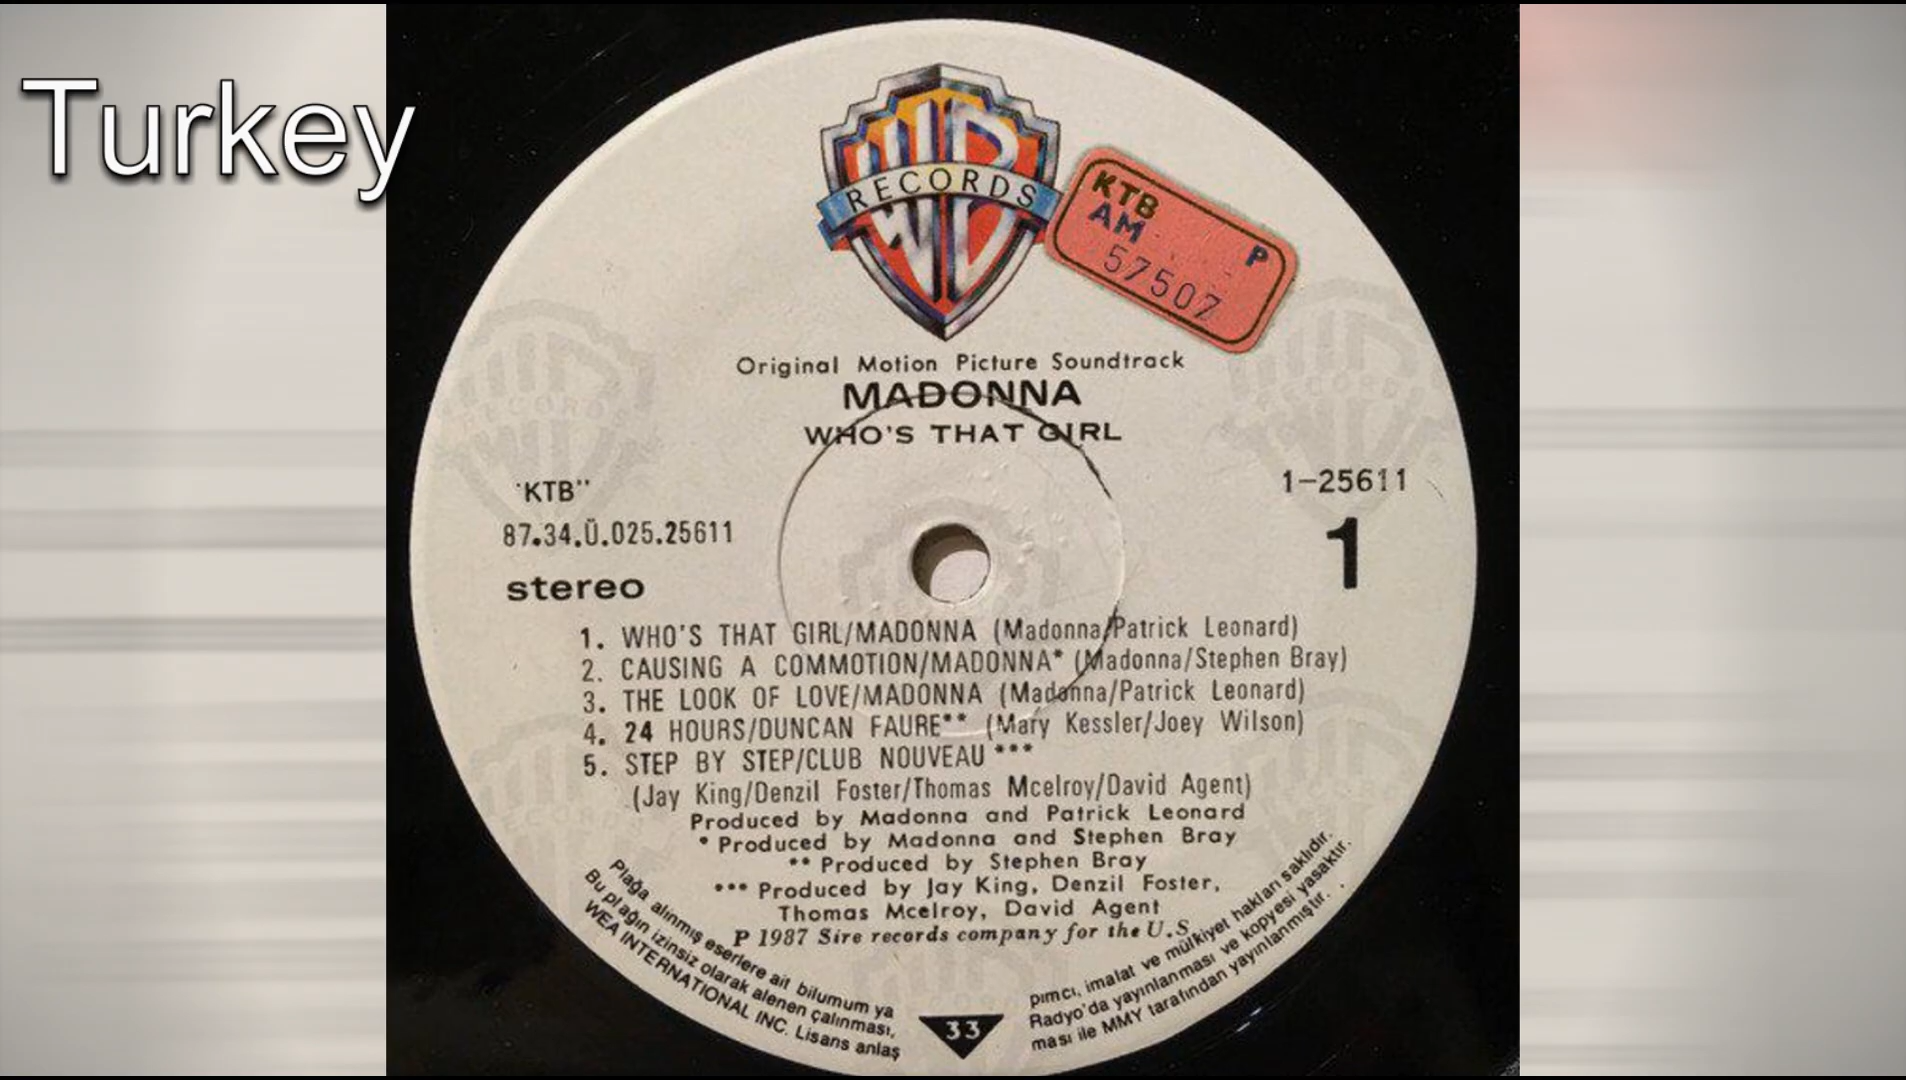 Turkey
RECORDS
KTB
AM P
57507
Original Motion Picture Soundtrack
MADONNA
WHO'S THAT GIRL
"KTB"
1-25611
87.34.Ü.025.25611
1
stereo
1. WHO'S THAT GIRL/MADONNA (Madonna/Patrick Leonard)
2. CAUSING A COMMOTION/MADONNA* (Madonna/Stephen Bray)
3. THE LOOK OF LOVE/MADONNA (Madonna/Patrick Leonard)
4. 24 HOURS/DUNCAN FAURE** (Mary Kessler/Joey Wilson)
5. STEP BY STEP/CLUB NOUVEAU ***
(Jay King/Denzil Foster/Thomas Mcelroy/David Agent)
Produced by Madonna and Patrick Leonard
* Produced by Madonna and Stephen Bray
** Produced by Stephen Bray
*** Produced by Jay King, Denzil Foster,
Thomas Mcelroy, David Agent
P 1987 Sire records company for the U.S.
Plağa alınmış eserlere ait bilumum ya
Bu plağın izinsiz olarak alenen çalınması,
WEA INTERNATIONAL INC. Lisans anlaş
33
pımcı, imalat ve mülkiyet hakları saklıdır.
Radyo'da yayınlanması ve kopyesi yasaktır.
ması ile MMY tarafından yayınlanmıştır.